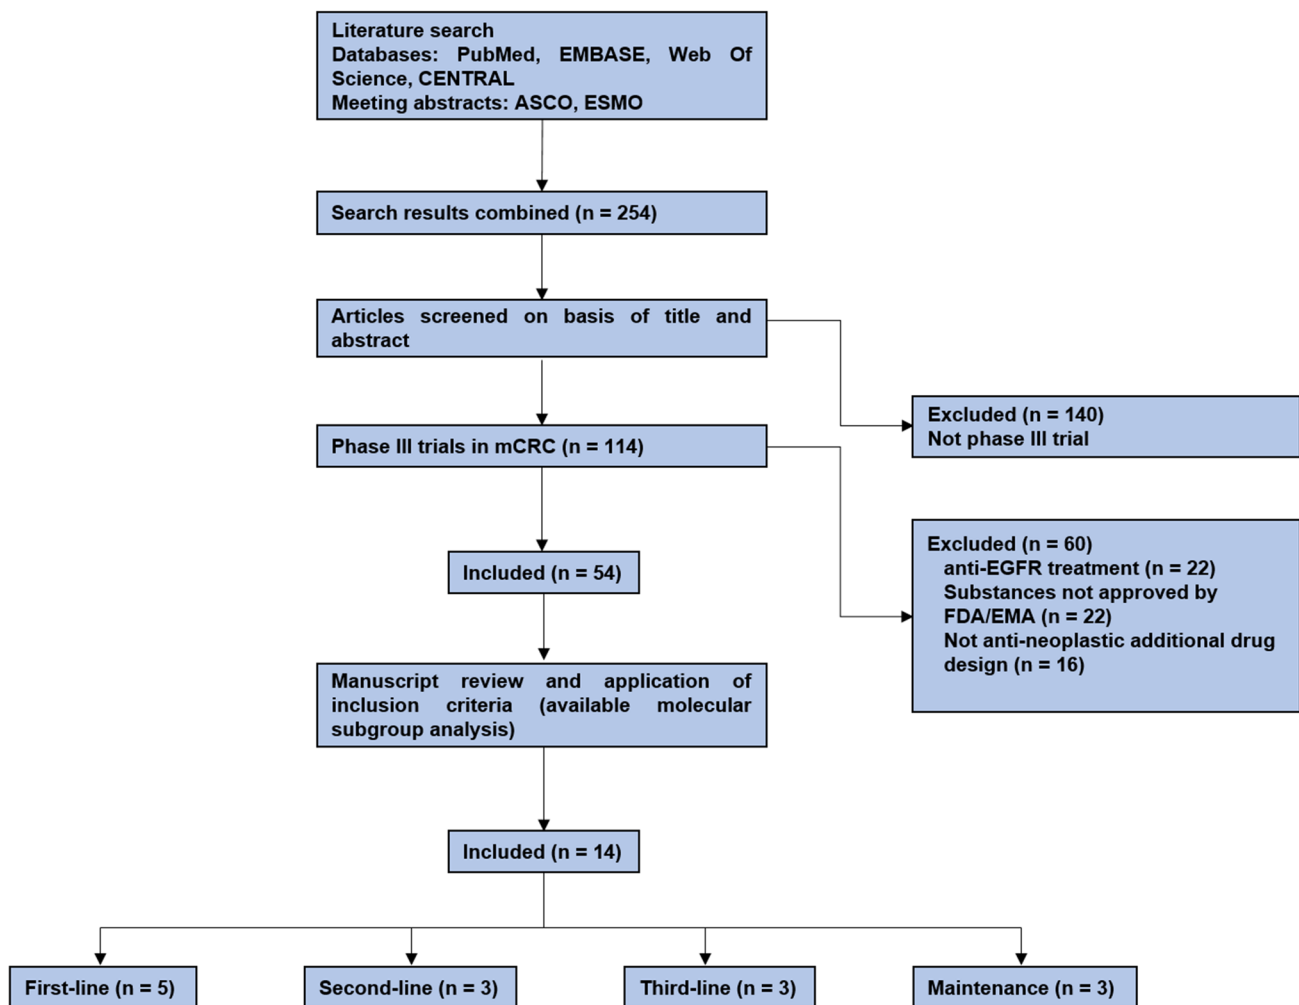 Literature search
Databases: PubMed, EMBASE, Web Of
Science, CENTRAL
Meeting abstracts: ASCO, ESMO
Search results combined (n = 254)
Articles screened on basis of title and
abstract
Excluded (n = 140)
Not phase III trial
Phase III trials in mCRC (n = 114)
Excluded (n = 60)
anti-EGFR treatment (n = 22)
Substances not approved by
FDA/EMA (n = 22)
Not anti-neoplastic additional drug
design (n = 16)
Included (n = 54)
Manuscript review and application of
inclusion criteria (available molecular
subgroup analysis)
Included (n = 14)
First-line (n = 5)
Second-line (n = 3)
Third-line (n = 3)
Maintenance (n = 3)